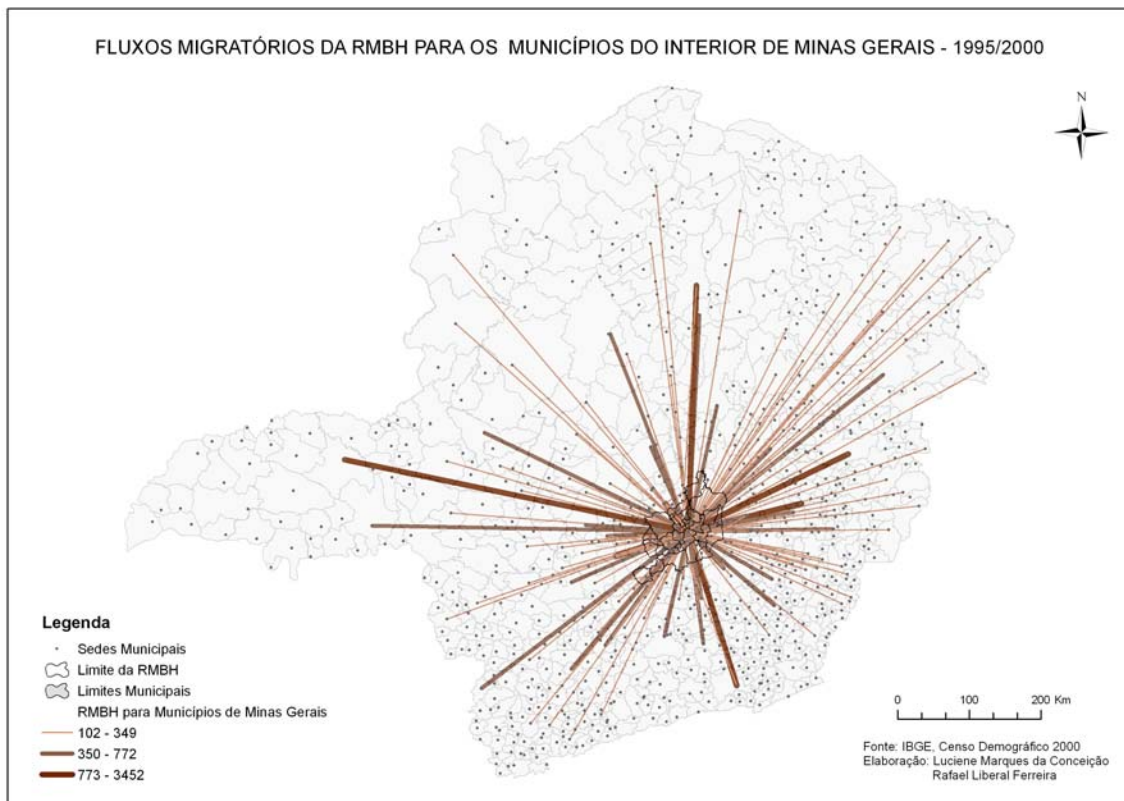 FLUXOS MIGRATÓRIOS DA RMBH PARA OS MUNICÍPIOS DO INTERIOR DE MINAS GERAIS - 1995/2000
N
Legenda
Sedes Municipais
Limite da RMBH
Limites Municipais
RMBH para Municípios de Minas Gerais
102 - 349
350 - 772
773 - 3452
0 100 200 Km
Fonte: IBGE, Censo Demográfico 2000
Elaboração: Luciene Marques da Conceição
Rafael Liberal Ferreira